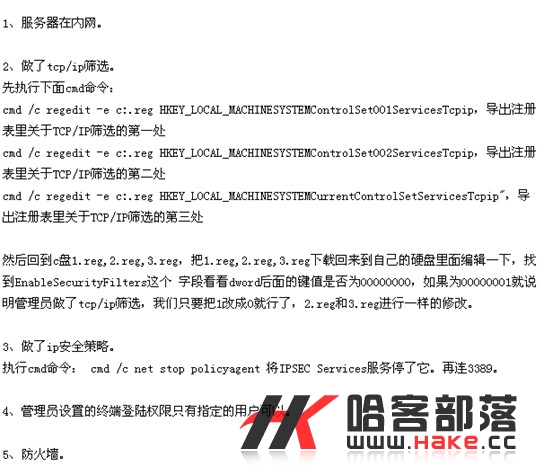 1、服务器在内网。
2、做了tcp/ip筛选。
先执行下面cmd命令:
cmd /c regedit -e c:.reg HKEY_LOCAL_MACHINESYSTEMControlSet001ServicesTcpip，导出注册
表里关于TCP/IP筛选的第一处
cmd /c regedit -e c:.reg HKEY_LOCAL_MACHINESYSTEMControlSet002ServicesTcpip，导出注册
表里关于TCP/IP筛选的第二处
cmd /c regedit -e c:.reg HKEY_LOCAL_MACHINESYSTEMCurrentControlSetServicesTcpip"，导
出注册表里关于TCP/IP筛选的第三处
然后回到c盘1.reg,2.reg,3.reg，把1.reg,2.reg,3.reg下载回来到自己的硬盘里面编辑一下，找
到EnableSecurityFilters这个 字段看看dword后面的键值是否为00000000，如果为00000001就说
明管理员做了tcp/ip筛选，我们只要把1改成0就行了，2.reg和3.reg进行一样的修改。
3、做了ip安全策略。
执行cmd命令: cmd /c net stop policyagent 将IPSEC Services服务停了它。再连3389。
4、管理员设置的终端登陆权限只有指定的用户可以。
5、防火墙。
HK 哈客部落
www.Hake.cc